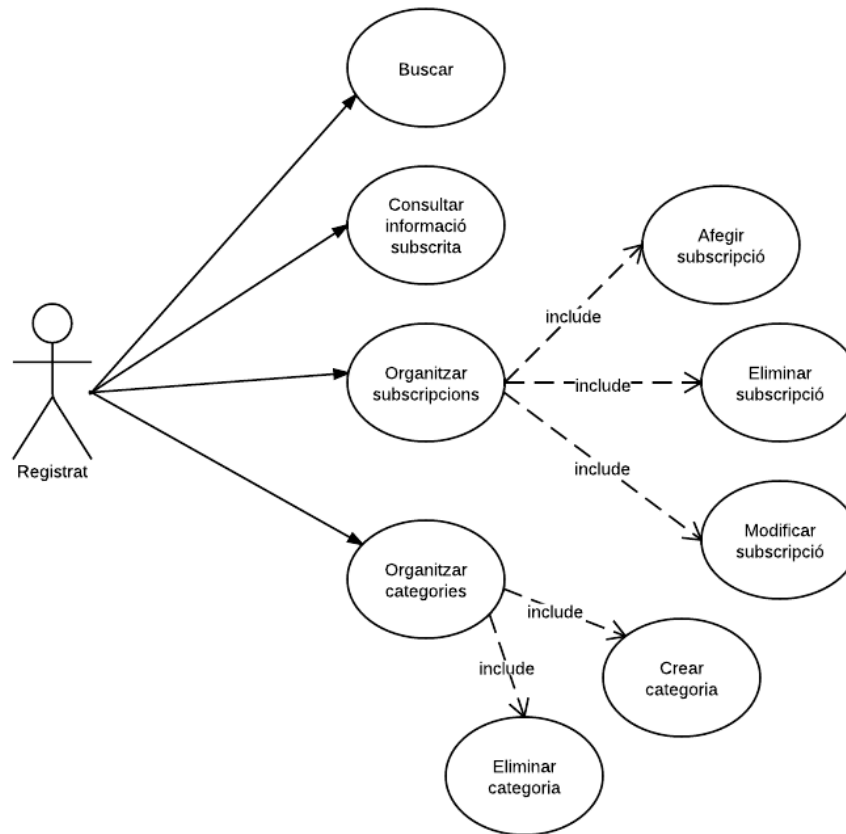 Buscar
Consultar
informació
subscrita
Afegir
subscripció
include
Organitzar
subscripcions
include
Eliminar
subscripció
Registrat
include
Modificar
subscripció
Organitzar
categories
include
Crear
categoria
include
Eliminar
categoria